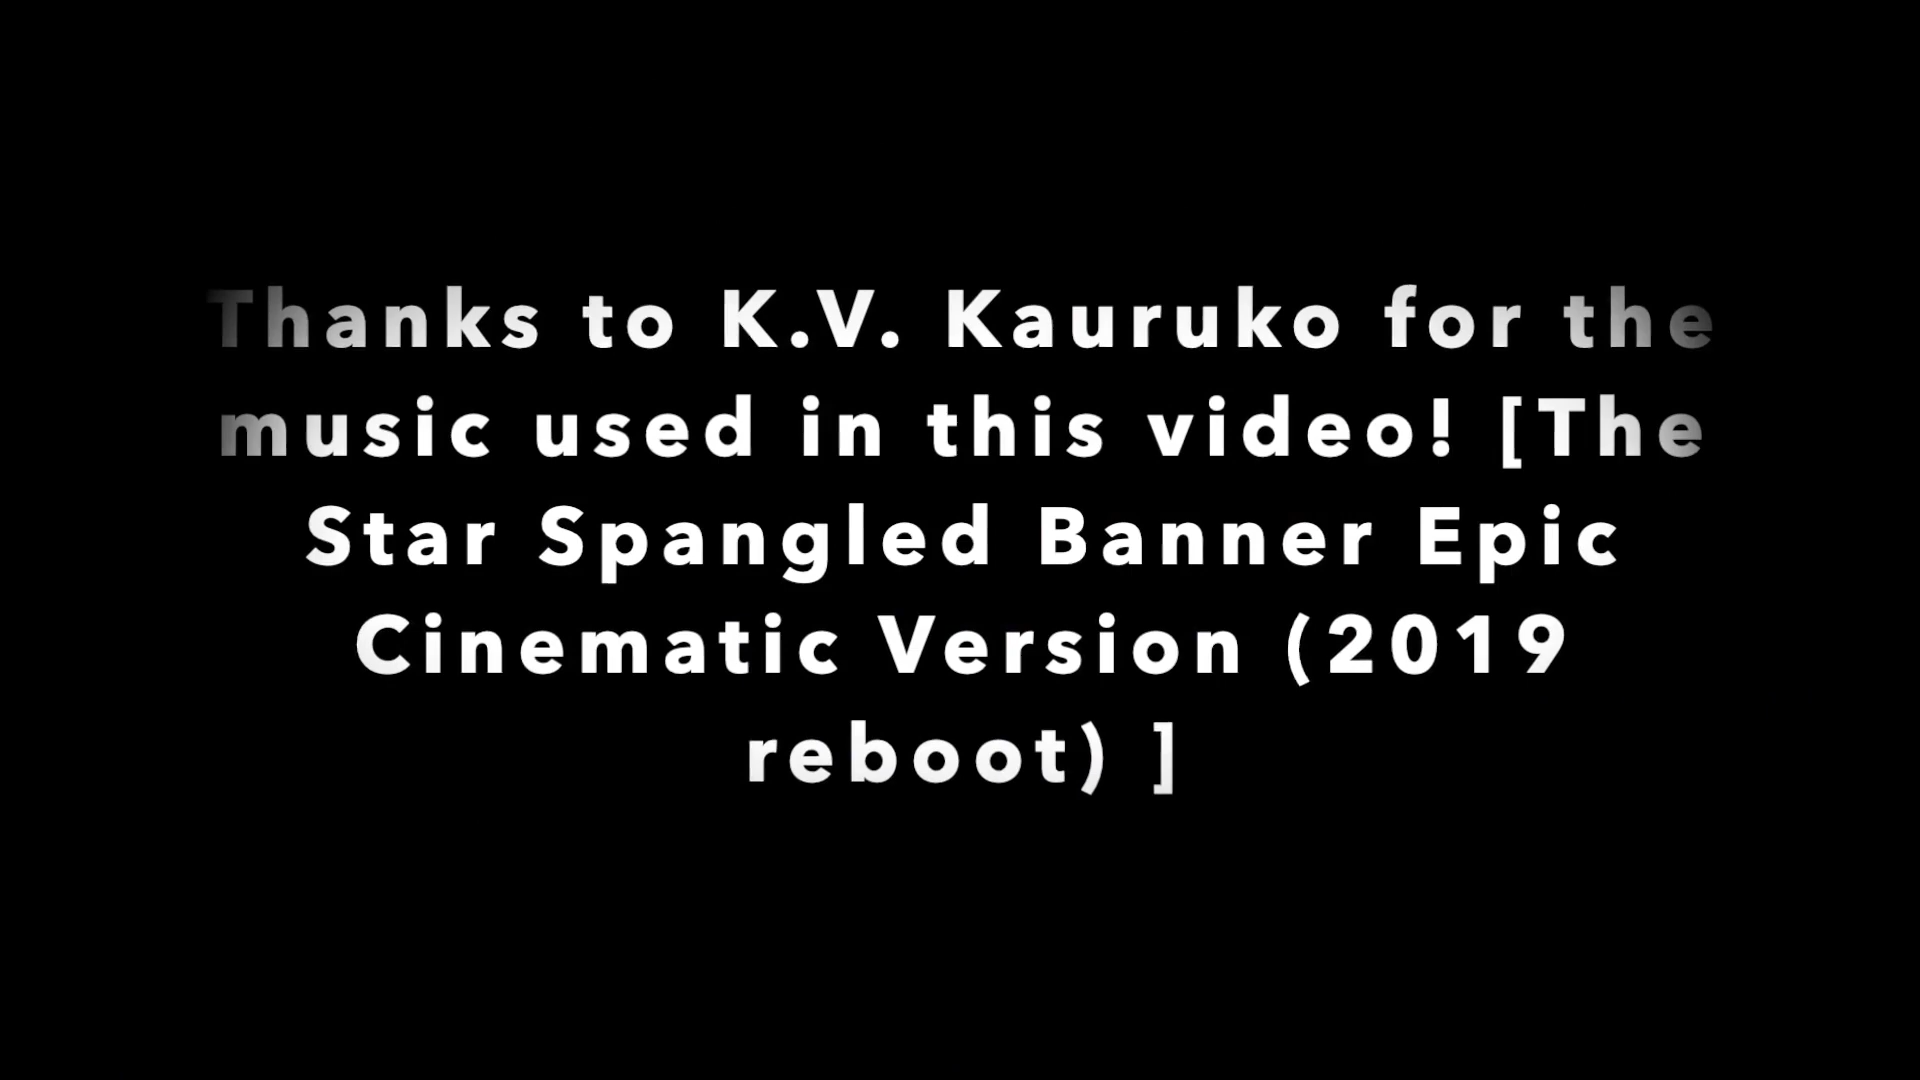 Thanks to K.V. Kauruko for the
music used in this video! [The
Star Spangled Banner Epic
Cinematic Version (2019
reboot) ]